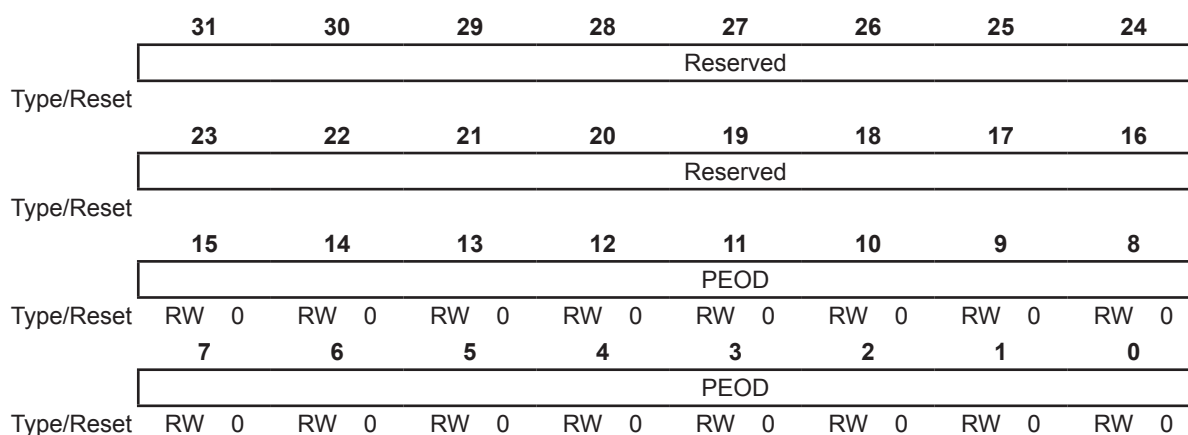 31 30 29 28 27 26 25 24
Reserved
Type/Reset
23 22 21 20 19 18 17 16
Reserved
Type/Reset
15 14 13 12 11 10 9 8
PEOD
Type/Reset RW 0 RW 0 RW 0 RW 0 RW 0 RW 0 RW 0 RW 0
7 6 5 4 3 2 1 0
PEOD
Type/Reset RW 0 RW 0 RW 0 RW 0 RW 0 RW 0 RW 0 RW 0